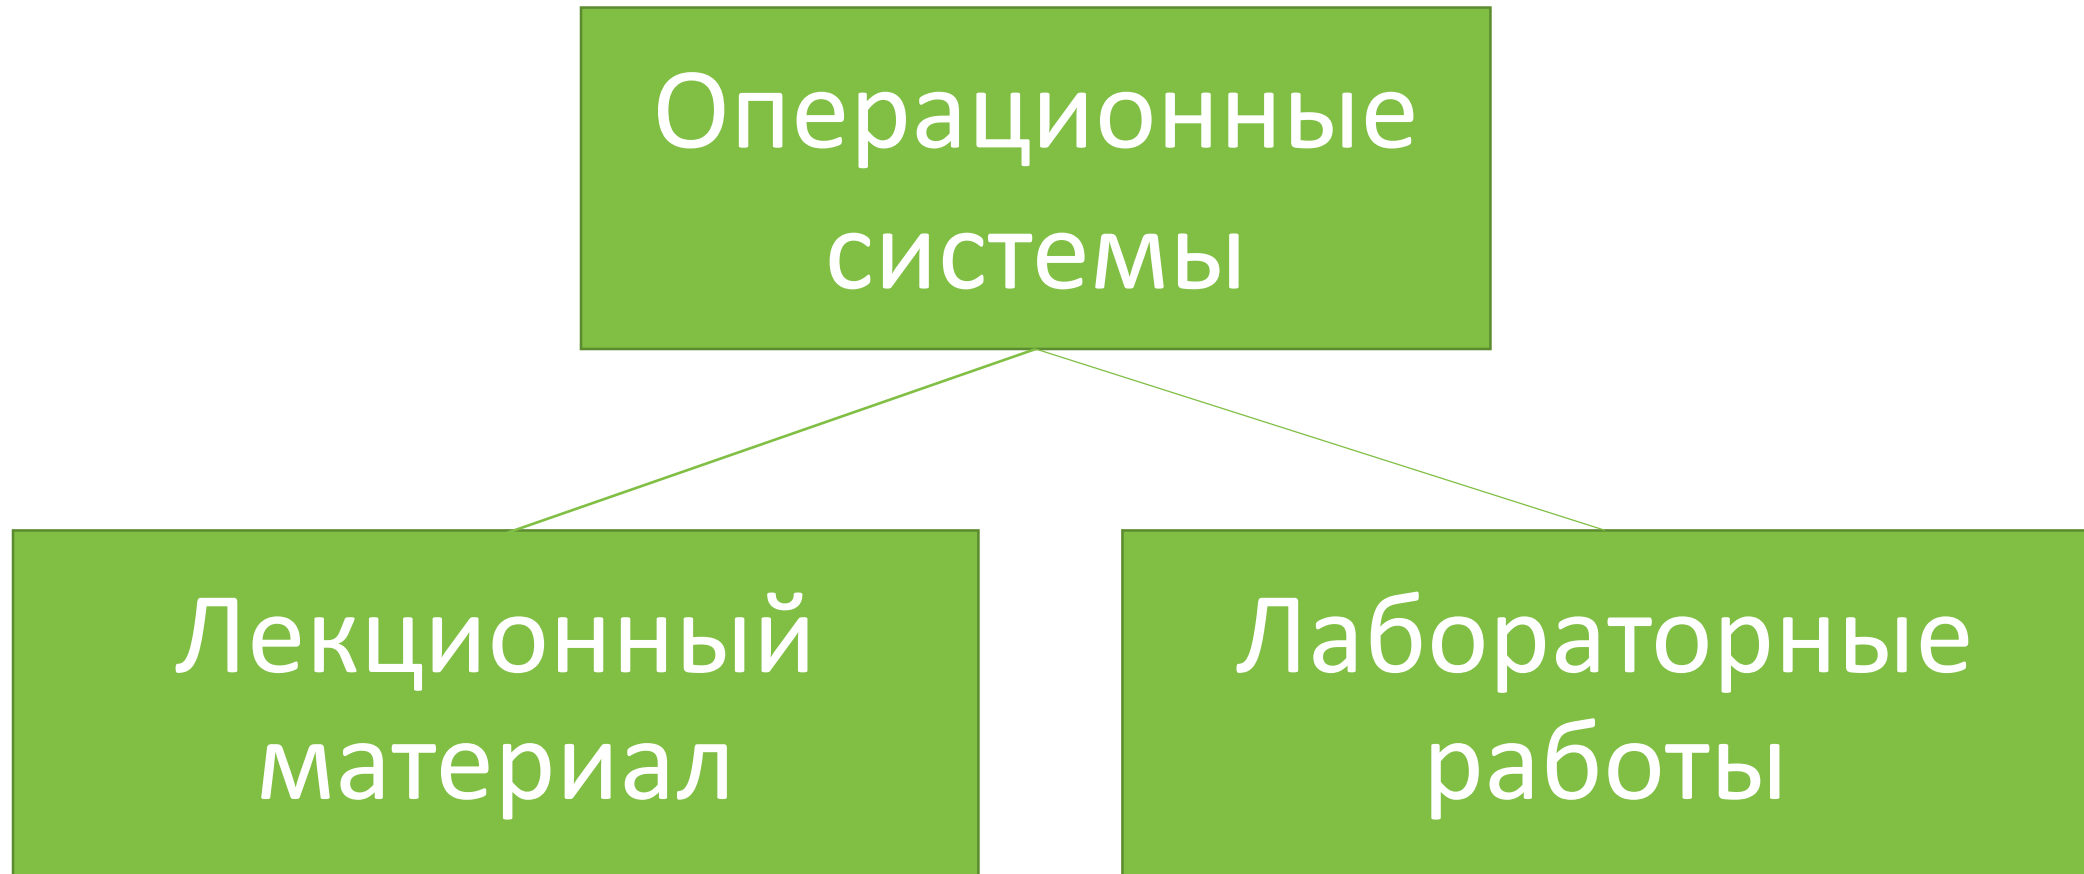 Операционные
системы
Лекционный
материал
Лабораторные
работы